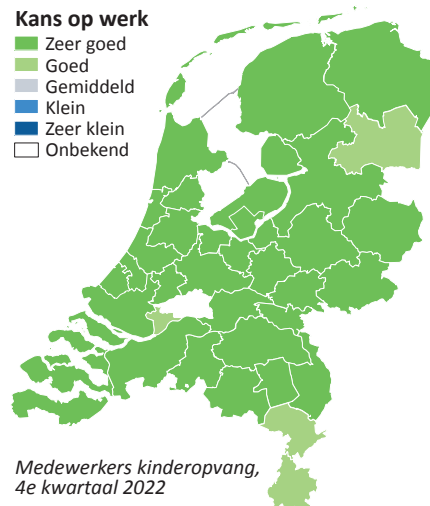 Kans op werk
Zeer goed
Goed
Gemiddeld
Klein
Zeer klein
Onbekend
Medewerkers kinderopvang,
4e kwartaal 2022